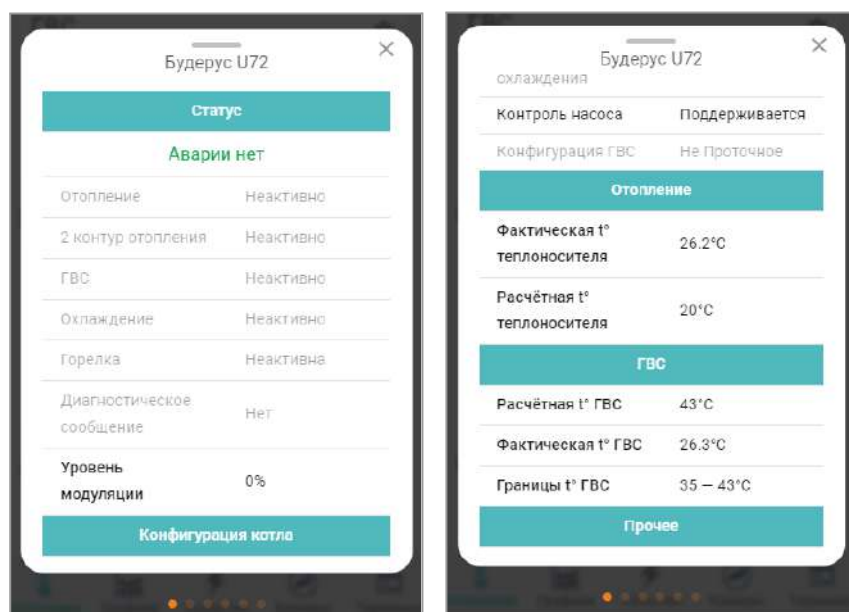 Будерус U72
Статус
Аварии нет
Отопление Неактивно
2 контур отопления Неактивно
ГВС Неактивно
Охлаждение Неактивно
Горелка Неактивна
Диагностическое
сообщение Нет
Уровень
модуляции 0%
Конфигурация котла
Будерус U72
охлаждения
Контроль насоса Поддерживается
Конфигурация ГВС Не Проточное
Отопление
Фактическая t°
теплоносителя 26.2°C
Расчётная t°
теплоносителя 20°C
ГВС
Расчётная t° ГВС 43°C
Фактическая t° ГВС 26.3°C
Границы t° ГВС 35 — 43°C
Прочее